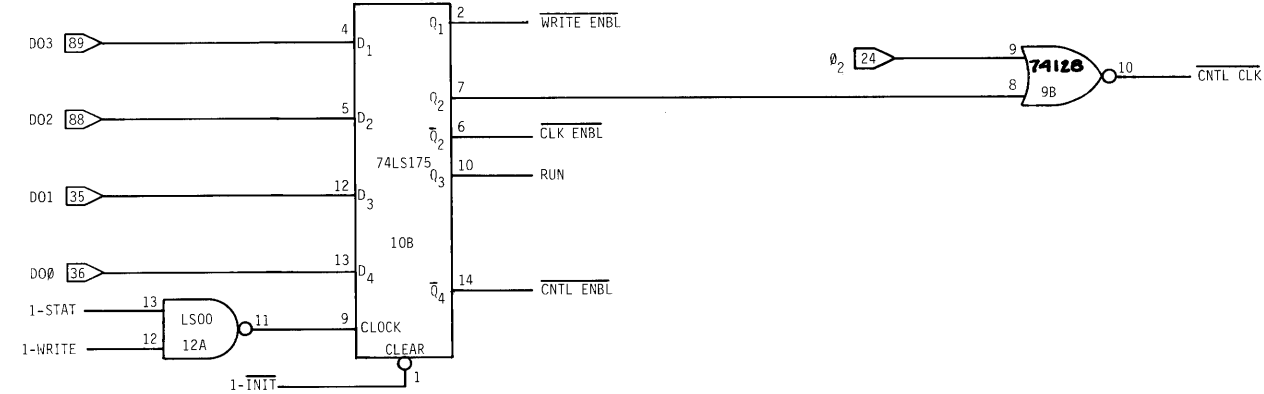 DO3 89 4 D1 Q1 2 WRITE ENBL
Ø2 24 9 74128 10 CNTL CLK
8 9B
Q2 7
DO2 88 5 D2
Q̅2 6 CLK ENBL
74LS175
Q3 10 RUN
DO1 35 12 D3
10B
DOØ 36 13 D4
Q̅4 14 CNTL ENBL
1-STAT 13
LS00 11 9 CLOCK
1-WRITE 12 12A
CLEAR
1-INIT 1